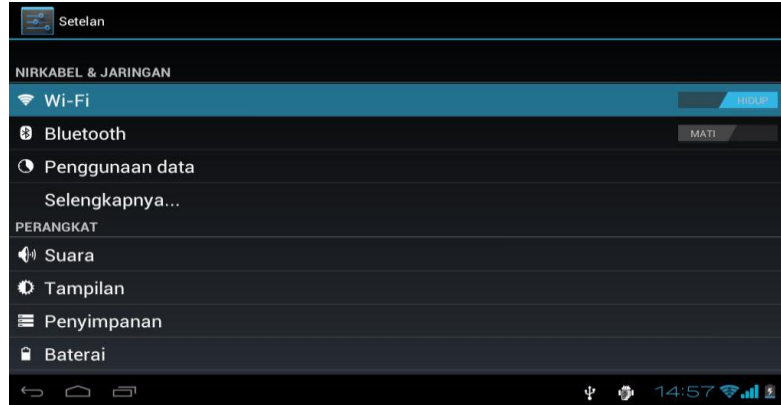 Setelan
NIRKABEL & JARINGAN
Wi-Fi HIDUP
Bluetooth MATI
Penggunaan data
Selengkapnya...
PERANGKAT
Suara
Tampilan
Penyimpanan
Baterai
14:57